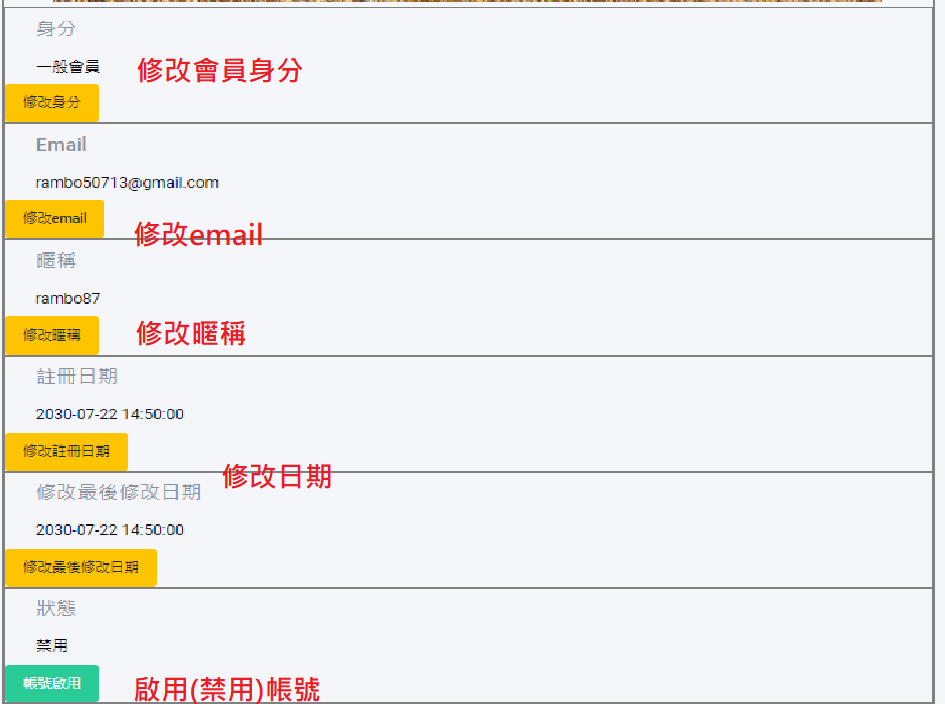 身分
一般會員
修改會員身分
修改身分
Email
rambo50713@gmail.com
修改email
修改email
暱稱
rambo87
修改暱稱
修改暱稱
註冊日期
2030-07-22 14:50:00
修改註冊日期
修改日期
修改最後修改日期
2030-07-22 14:50:00
修改最後修改日期
狀態
禁用
帳號啟用
啟用(禁用)帳號